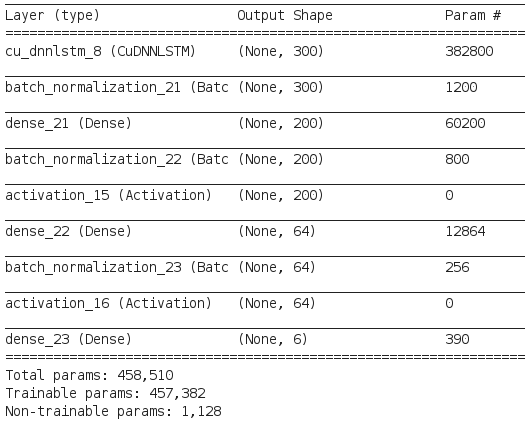 Layer (type) Output Shape Param #
cu_dnnlstm_8 (CuDNNLSTM) (None, 300) 382800
batch_normalization_21 (Batc (None, 300) 1200
dense_21 (Dense) (None, 200) 60200
batch_normalization_22 (Batc (None, 200) 800
activation_15 (Activation) (None, 200) 0
dense_22 (Dense) (None, 64) 12864
batch_normalization_23 (Batc (None, 64) 256
activation_16 (Activation) (None, 64) 0
dense_23 (Dense) (None, 6) 390
Total params: 458,510
Trainable params: 457,382
Non-trainable params: 1,128